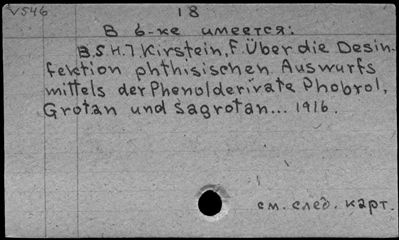 V546
18
В б-ке имеется:
B.S.H.7 Kirstein, F. Über die Desin-
fektion phthisischen Auswurfs
mittels der Phenolderivate Phobrol,
Grotan und Sagrotan... 1916.
см. след. карт.